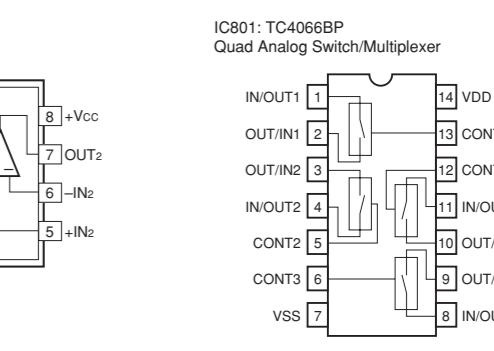 IC801: TC4066BP
Quad Analog Switch/Multiplexer
8 +VCC
7 OUT2
6 –IN2
5 +IN2
IN/OUT1 1
OUT/IN1 2
OUT/IN2 3
IN/OUT2 4
CONT2 5
CONT3 6
VSS 7
14 VDD
13 CONT
12 CONT
11 IN/OU
10 OUT/
9 OUT/
8 IN/OU